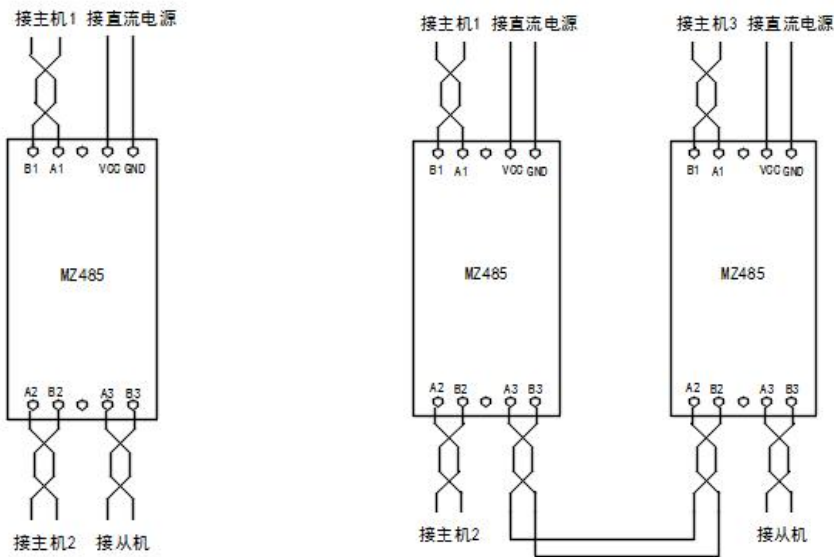 接主机1 接直流电源
B1 A1 VCC GND
MZ485
A2 B2 A3 B3
接主机2 接从机
接主机1 接直流电源
B1 A1 VCC GND
MZ485
A2 B2 A3 B3
接主机2
接主机3 接直流电源
B1 A1 VCC GND
MZ485
A2 B2 A3 B3
接从机